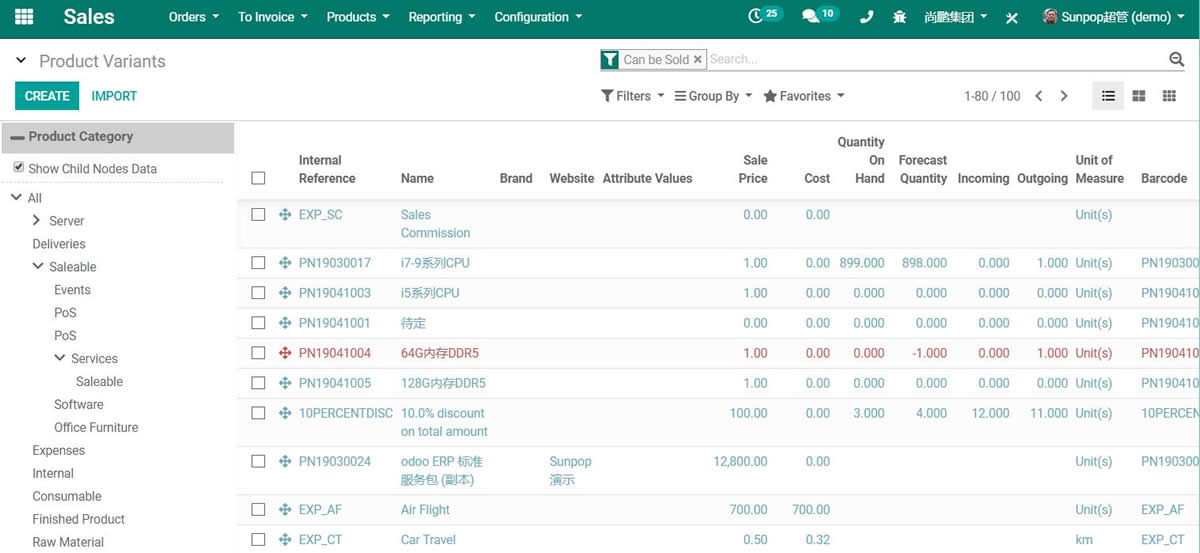 Sales Orders To Invoice Products Reporting Configuration 25 10 尚鹏集团 Sunpop超管 (demo)
Product Variants Can be Sold × Search...
CREATE IMPORT Filters Group By Favorites 1-80 / 100
Product Category
Show Child Nodes Data
All
Server
Deliveries
Saleable
Events
PoS
PoS
Services
Saleable
Software
Office Furniture
Expenses
Internal
Consumable
Finished Product
Raw Material
Internal Reference Name Brand Website Attribute Values Sale Price Cost Quantity On Hand Forecast Quantity Incoming Outgoing Unit of Measure Barcode
EXP_SC Sales Commission 0.00 0.00 Unit(s)
PN19030017 i7-9系列CPU 1.00 0.00 899.000 898.000 0.000 1.000 Unit(s) PN190300
PN19041003 i5系列CPU 1.00 0.00 0.000 0.000 0.000 0.000 Unit(s) PN190410
PN19041001 待定 0.00 0.00 0.000 0.000 0.000 0.000 Unit(s) PN190410
PN19041004 64G内存DDR5 1.00 0.00 0.000 -1.000 0.000 1.000 Unit(s) PN190410
PN19041005 128G内存DDR5 1.00 0.00 0.000 0.000 0.000 0.000 Unit(s) PN190410
10PERCENTDISC 10.0% discount on total amount 100.00 0.00 3.000 4.000 12.000 11.000 Unit(s) 10PERCEN
PN19030024 odoo ERP 标准服务包 (副本) Sunpop 演示 12,800.00 0.00 Unit(s) PN190300
EXP_AF Air Flight 700.00 700.00 Unit(s) EXP_AF
EXP_CT Car Travel 0.50 0.32 km EXP_CT